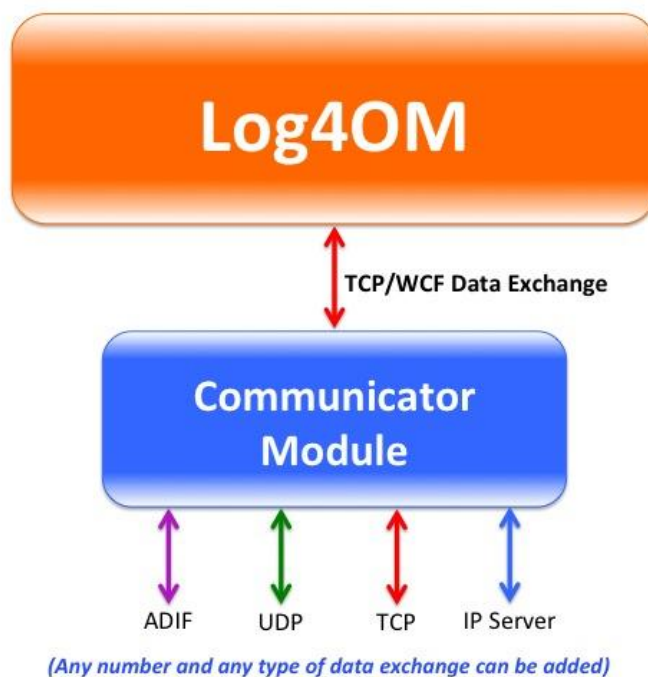 Log4OM
TCP/WCF Data Exchange
Communicator
Module
ADIF UDP TCP IP Server
(Any number and any type of data exchange can be added)